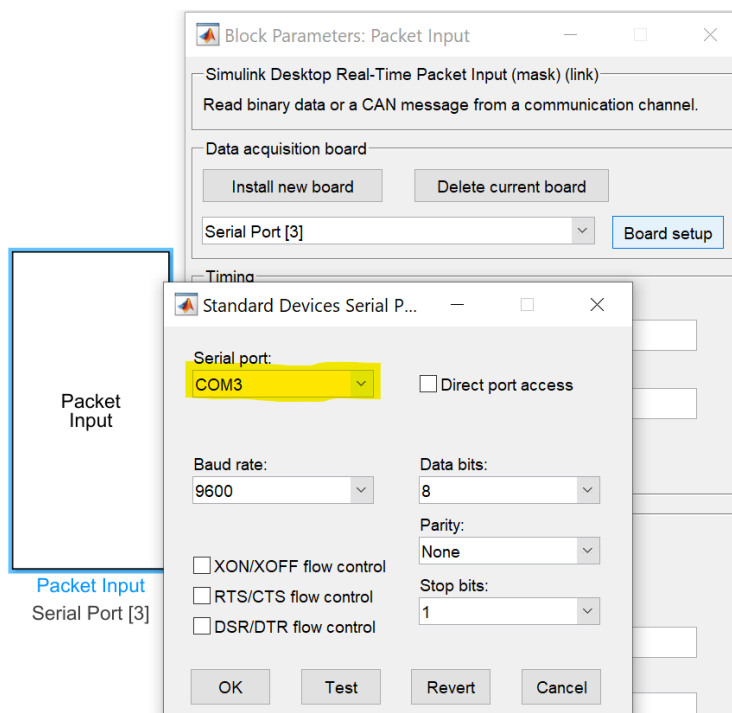 Block Parameters: Packet Input
Simulink Desktop Real-Time Packet Input (mask) (link)
Read binary data or a CAN message from a communication channel.
Data acquisition board
Install new board
Delete current board
Serial Port [3]
Board setup
Timing
Standard Devices Serial P...
Serial port:
COM3
Direct port access
Baud rate:
9600
Data bits:
8
Parity:
None
XON/XOFF flow control
RTS/CTS flow control
DSR/DTR flow control
Stop bits:
1
OK
Test
Revert
Cancel
Packet
Input
Packet Input
Serial Port [3]